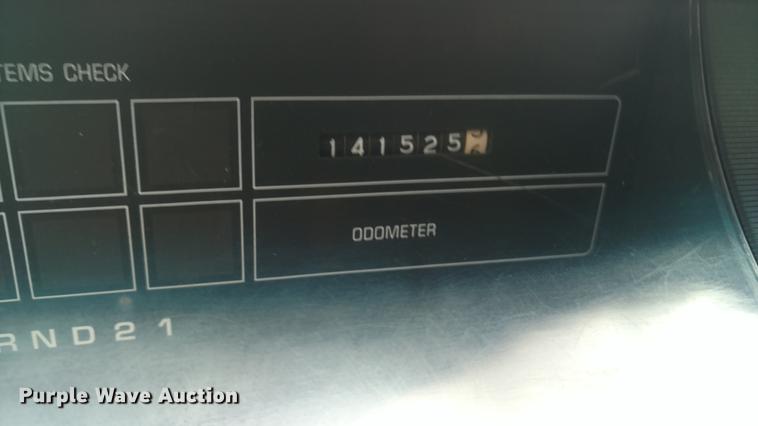 TEMS CHECK
141525
ODOMETER
RND21
Purple Wave Auction